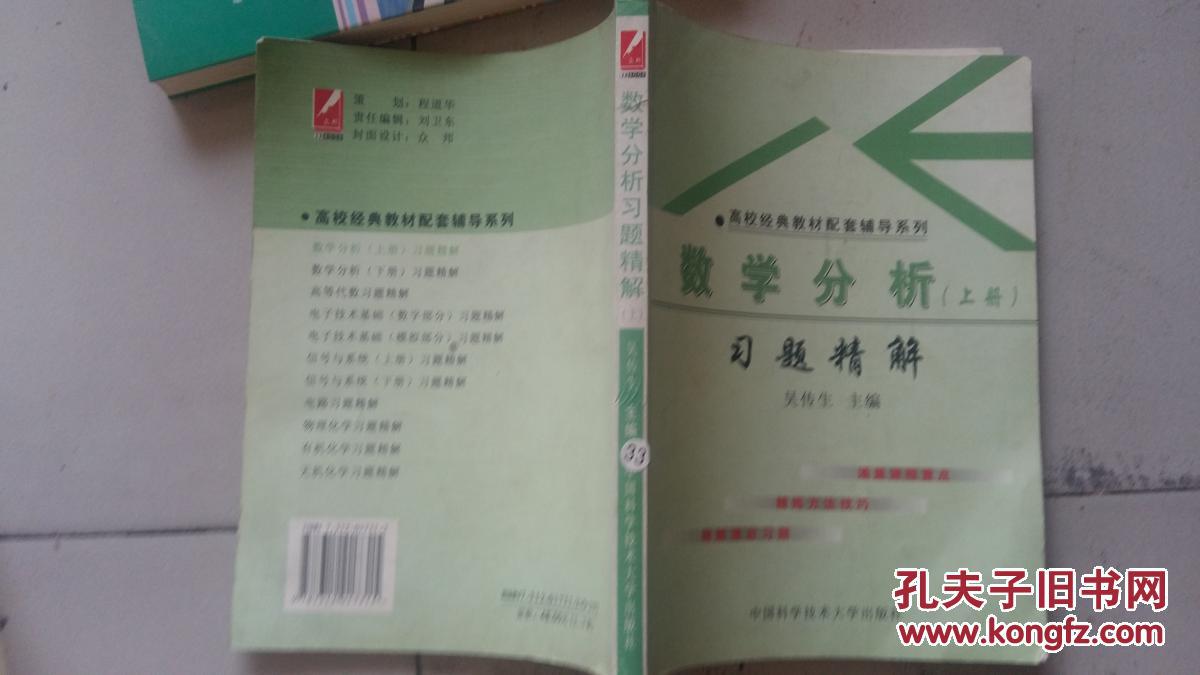 策 划：程道华
责任编辑：刘卫东
封面设计：众邦
高校经典教材配套辅导系列
数学分析（上册）习题精解
数学分析（下册）习题精解
高等代数习题精解
电子技术基础（数字部分）习题精解
电子技术基础（模拟部分）习题精解
信号与系统（上册）习题精解
信号与系统（下册）习题精解
电路习题精解
物理化学习题精解
有机化学习题精解
无机化学习题精解
数学分析习题精解（上）
吴传生 主编
33
中国科学技术大学出版社
高校经典教材配套辅导系列
数学分析（上册）
习题精解
吴传生 主编
中国科学技术大学出版社
孔夫子旧书网
www.kongfz.com